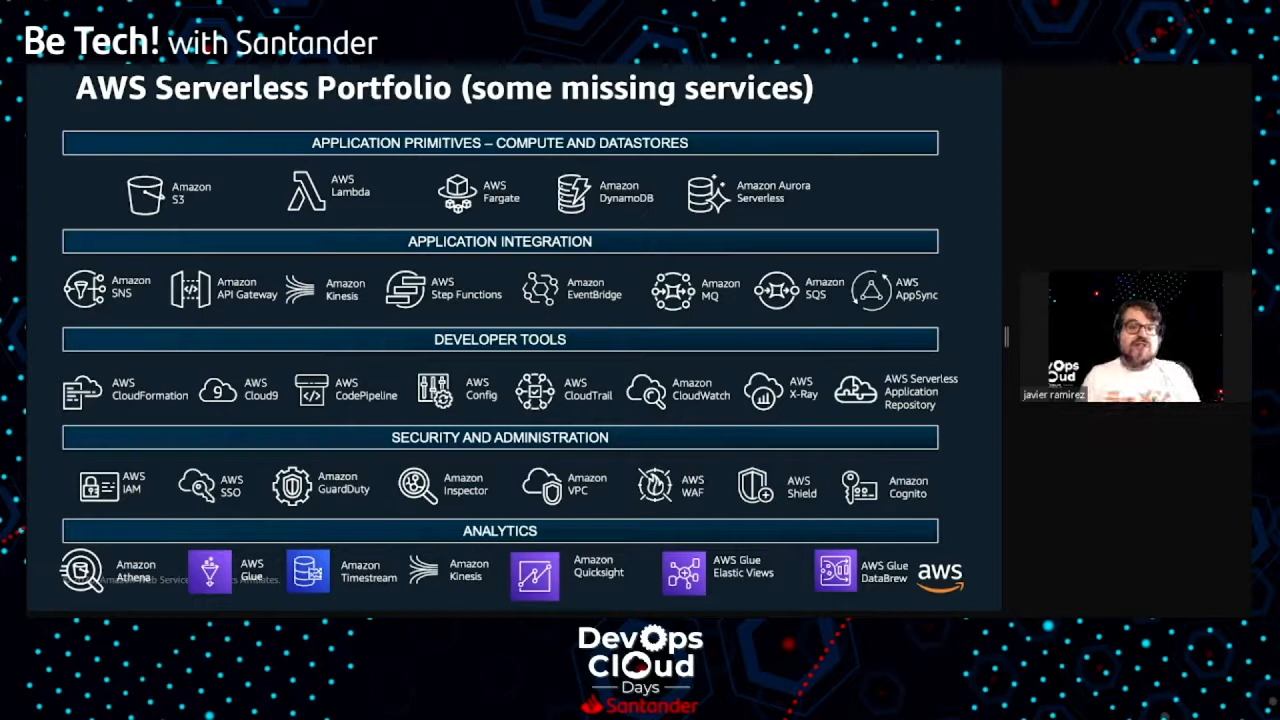 Be Tech! with Santander
AWS Serverless Portfolio (some missing services)
APPLICATION PRIMITIVES – COMPUTE AND DATASTORES
Amazon
S3
AWS
Lambda
AWS
Fargate
Amazon
DynamoDB
Amazon Aurora
Serverless
APPLICATION INTEGRATION
Amazon
SNS
Amazon
API Gateway
Amazon
Kinesis
AWS
Step Functions
Amazon
EventBridge
Amazon
MQ
Amazon
SQS
AWS
AppSync
DEVELOPER TOOLS
AWS
CloudFormation
9
AWS
Cloud9
AWS
CodePipeline
AWS
Config
AWS
CloudTrail
Amazon
CloudWatch
AWS
X-Ray
AWS Serverless
Application
Repository
SECURITY AND ADMINISTRATION
AWS
IAM
AWS
SSO
Amazon
GuardDuty
Amazon
Inspector
Amazon
VPC
AWS
WAF
AWS
Shield
Amazon
Cognito
ANALYTICS
Amazon
Athena
AWS
Glue
Amazon
Timestream
Amazon
Kinesis
Amazon
Quicksight
AWS Glue
Elastic Views
AWS Glue
DataBrew
aws
javier ramirez
DevOps
Cloud
Days
Santander